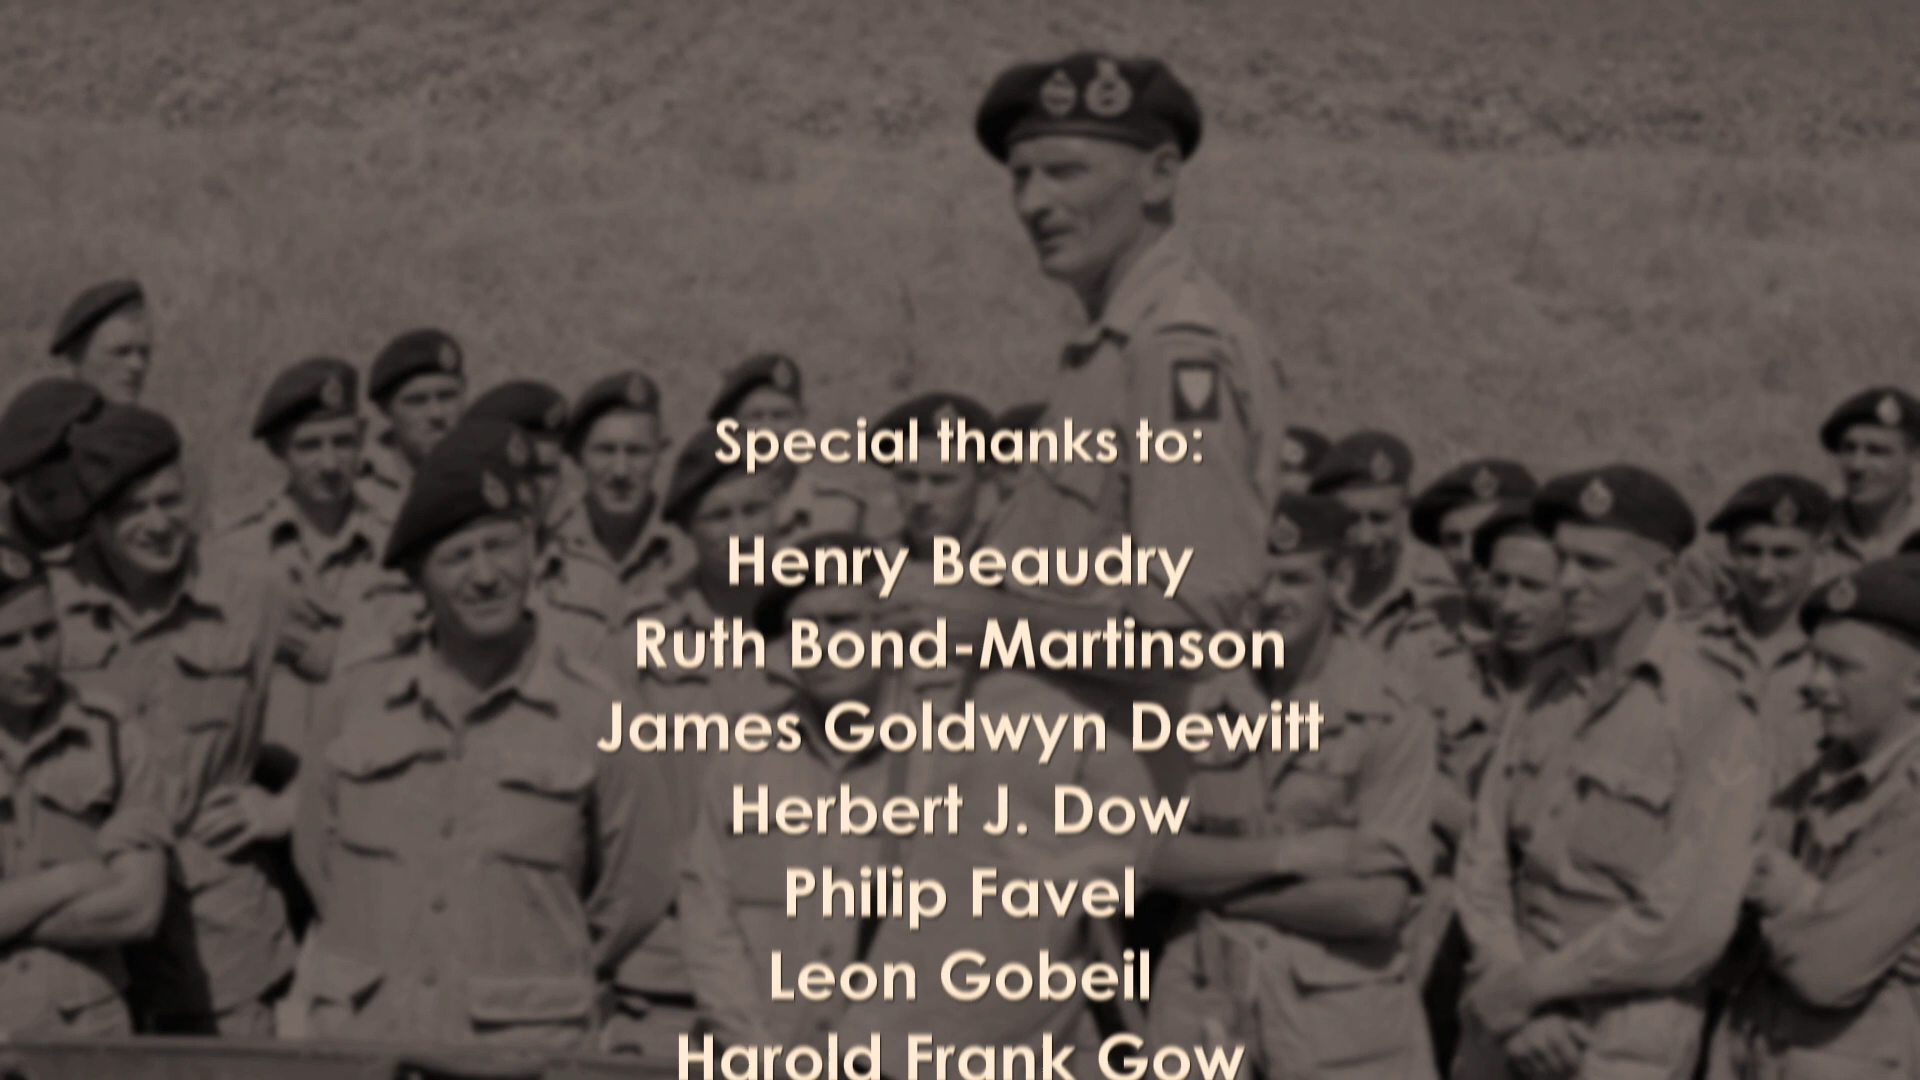 Special thanks to:
Henry Beaudry
Ruth Bond-Martinson
James Goldwyn Dewitt
Herbert J. Dow
Philip Favel
Leon Gobeil
Harold Frank Gow